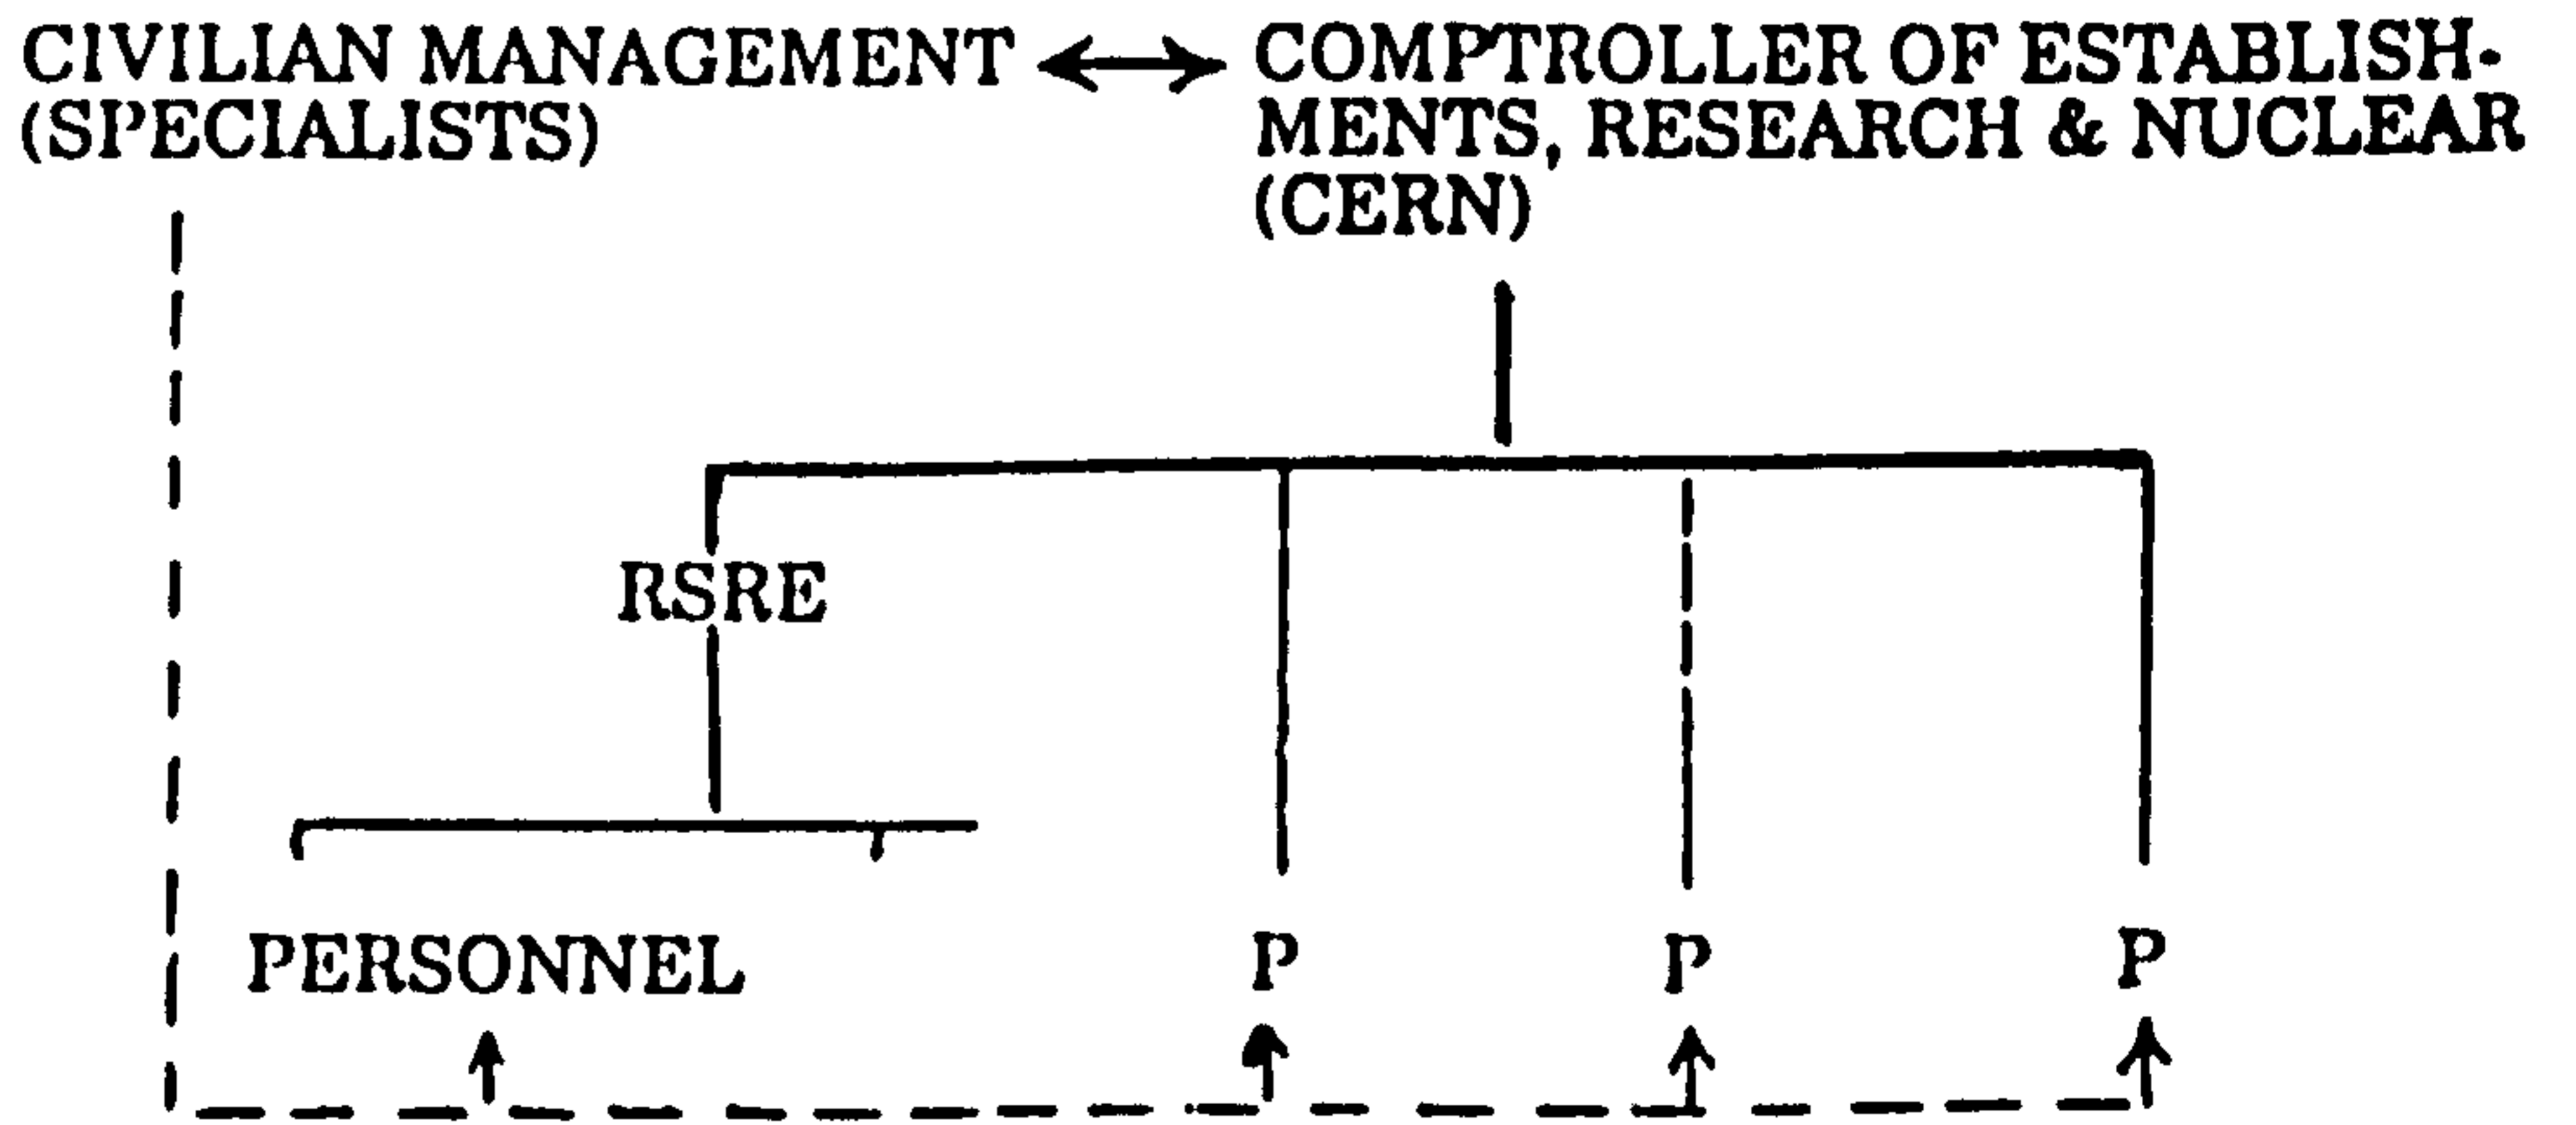 CIVILIAN MANAGEMENT
(SPECIALISTS)
COMPTROLLER OF ESTABLISH-
MENTS, RESEARCH & NUCLEAR
(CERN)
RSRE
PERSONNEL
P
P
P